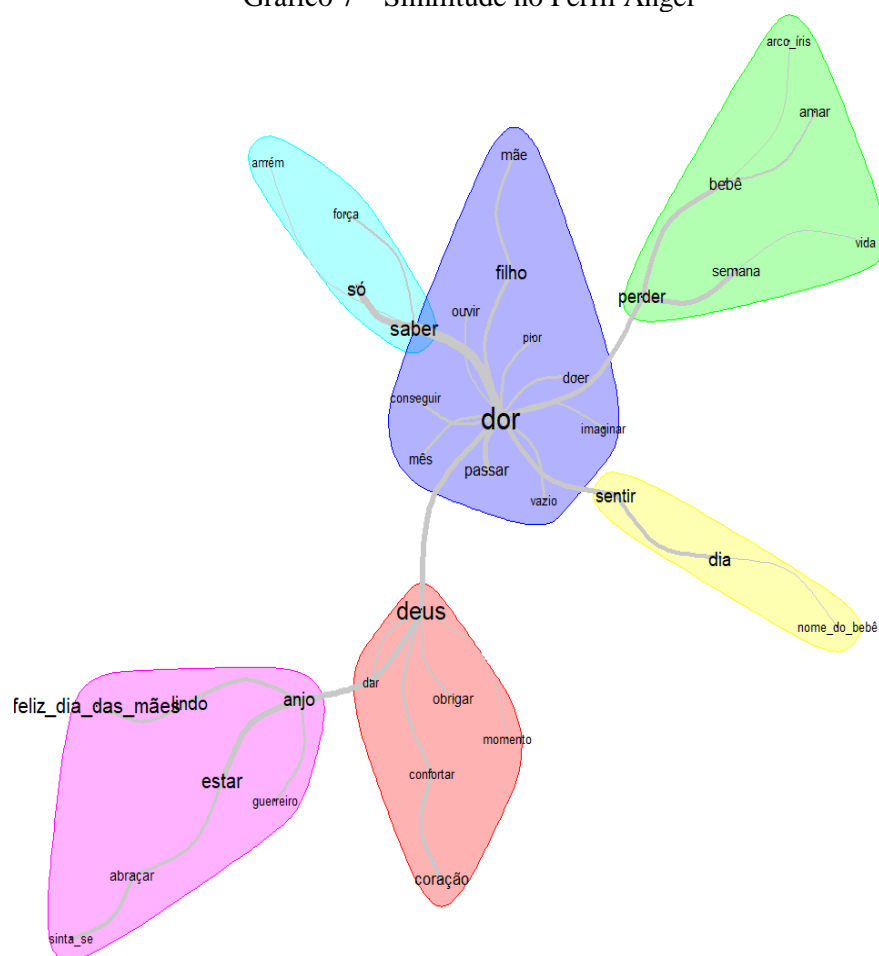 Gráfico 7 – Similitude no Perfil Anger
arco_íris
amar
mãe
amém
bebê
força
vida
filho
semana
só
perder
ouvir
saber
pior
doer
conseguir
dor
imaginar
mês
passar
sentir
vazio
dia
deus
nome_do_bebê
dar
anjo
obrigar
feliz_dia_das_mães
lindo
momento
confortar
estar
guerreiro
abraçar
coração
sinta_se